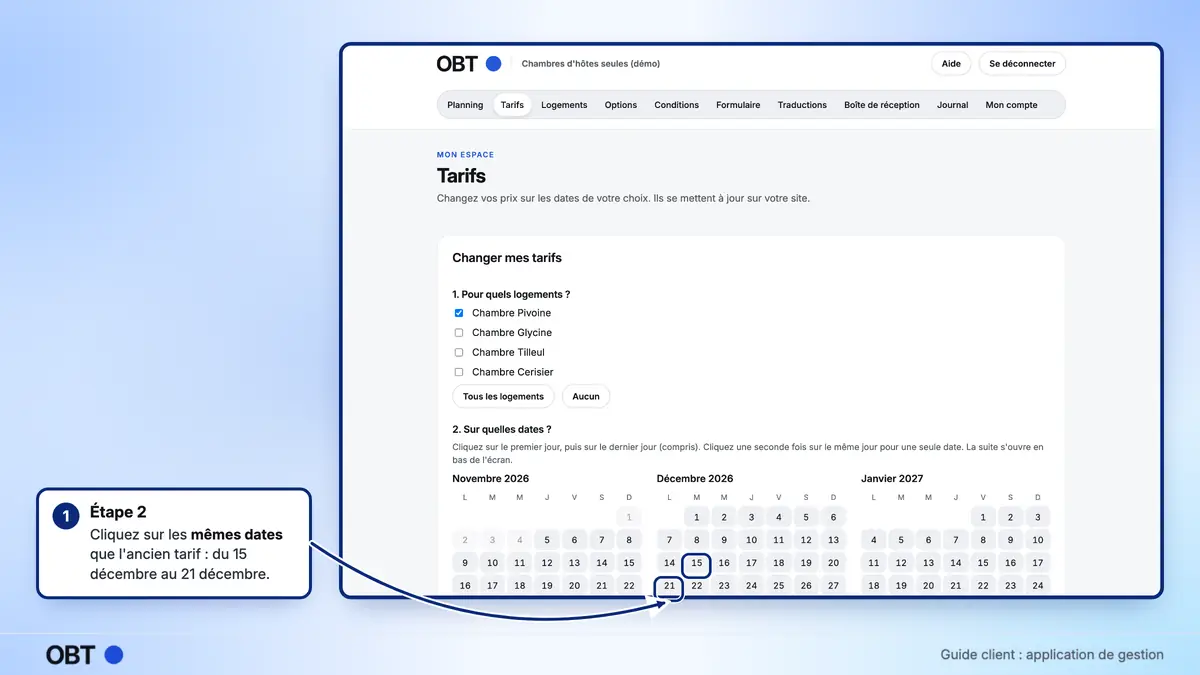 OBT
Chambres d'hôtes seules (démo)
Aide
Se déconnecter
Planning
Tarifs
Logements
Options
Conditions
Formulaire
Traductions
Boîte de réception
Journal
Mon compte
MON ESPACE
Tarifs
Changez vos prix sur les dates de votre choix. Ils se mettent à jour sur votre site.
Changer mes tarifs
1. Pour quels logements ?
Chambre Pivoine
Chambre Glycine
Chambre Tilleul
Chambre Cerisier
Tous les logements
Aucun
2. Sur quelles dates ?
Cliquez sur le premier jour, puis sur le dernier jour (compris). Cliquez une seconde fois sur le même jour pour une seule date. La suite s'ouvre en
bas de l'écran.
Novembre 2026
L M M J V S D
1
2 3 4 5 6 7 8
9 10 11 12 13 14 15
16 17 18 19 20 21 22
Décembre 2026
L M M J V S D
1 2 3 4 5 6
7 8 9 10 11 12 13
14 15 16 17 18 19 20
21 22 23 24 25 26 27
Janvier 2027
L M M J V S D
1 2 3
4 5 6 7 8 9 10
11 12 13 14 15 16 17
18 19 20 21 22 23 24
1
Étape 2
Cliquez sur les mêmes dates
que l'ancien tarif : du 15
décembre au 21 décembre.
OBT
Guide client : application de gestion